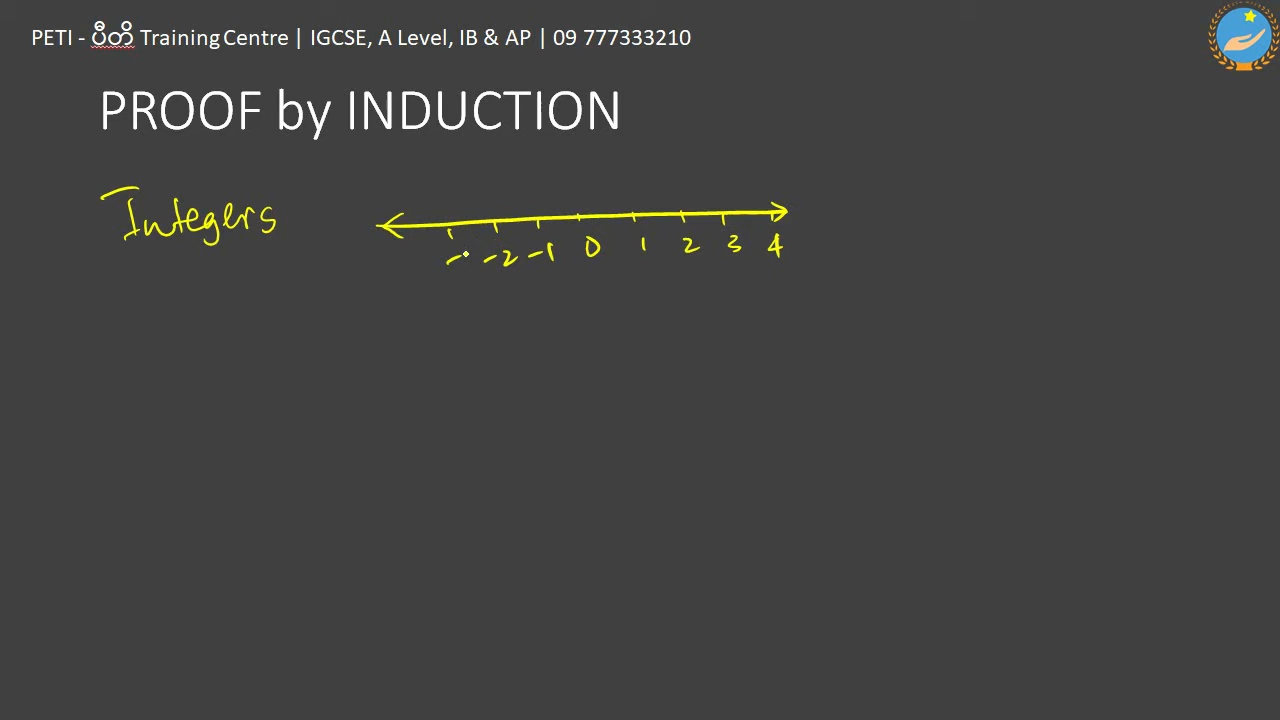 PETI - ပီတိ Training Centre | IGCSE, A Level, IB & AP | 09 777333210
PROOF by INDUCTION
Integers
- -2 -1 0 1 2 3 4